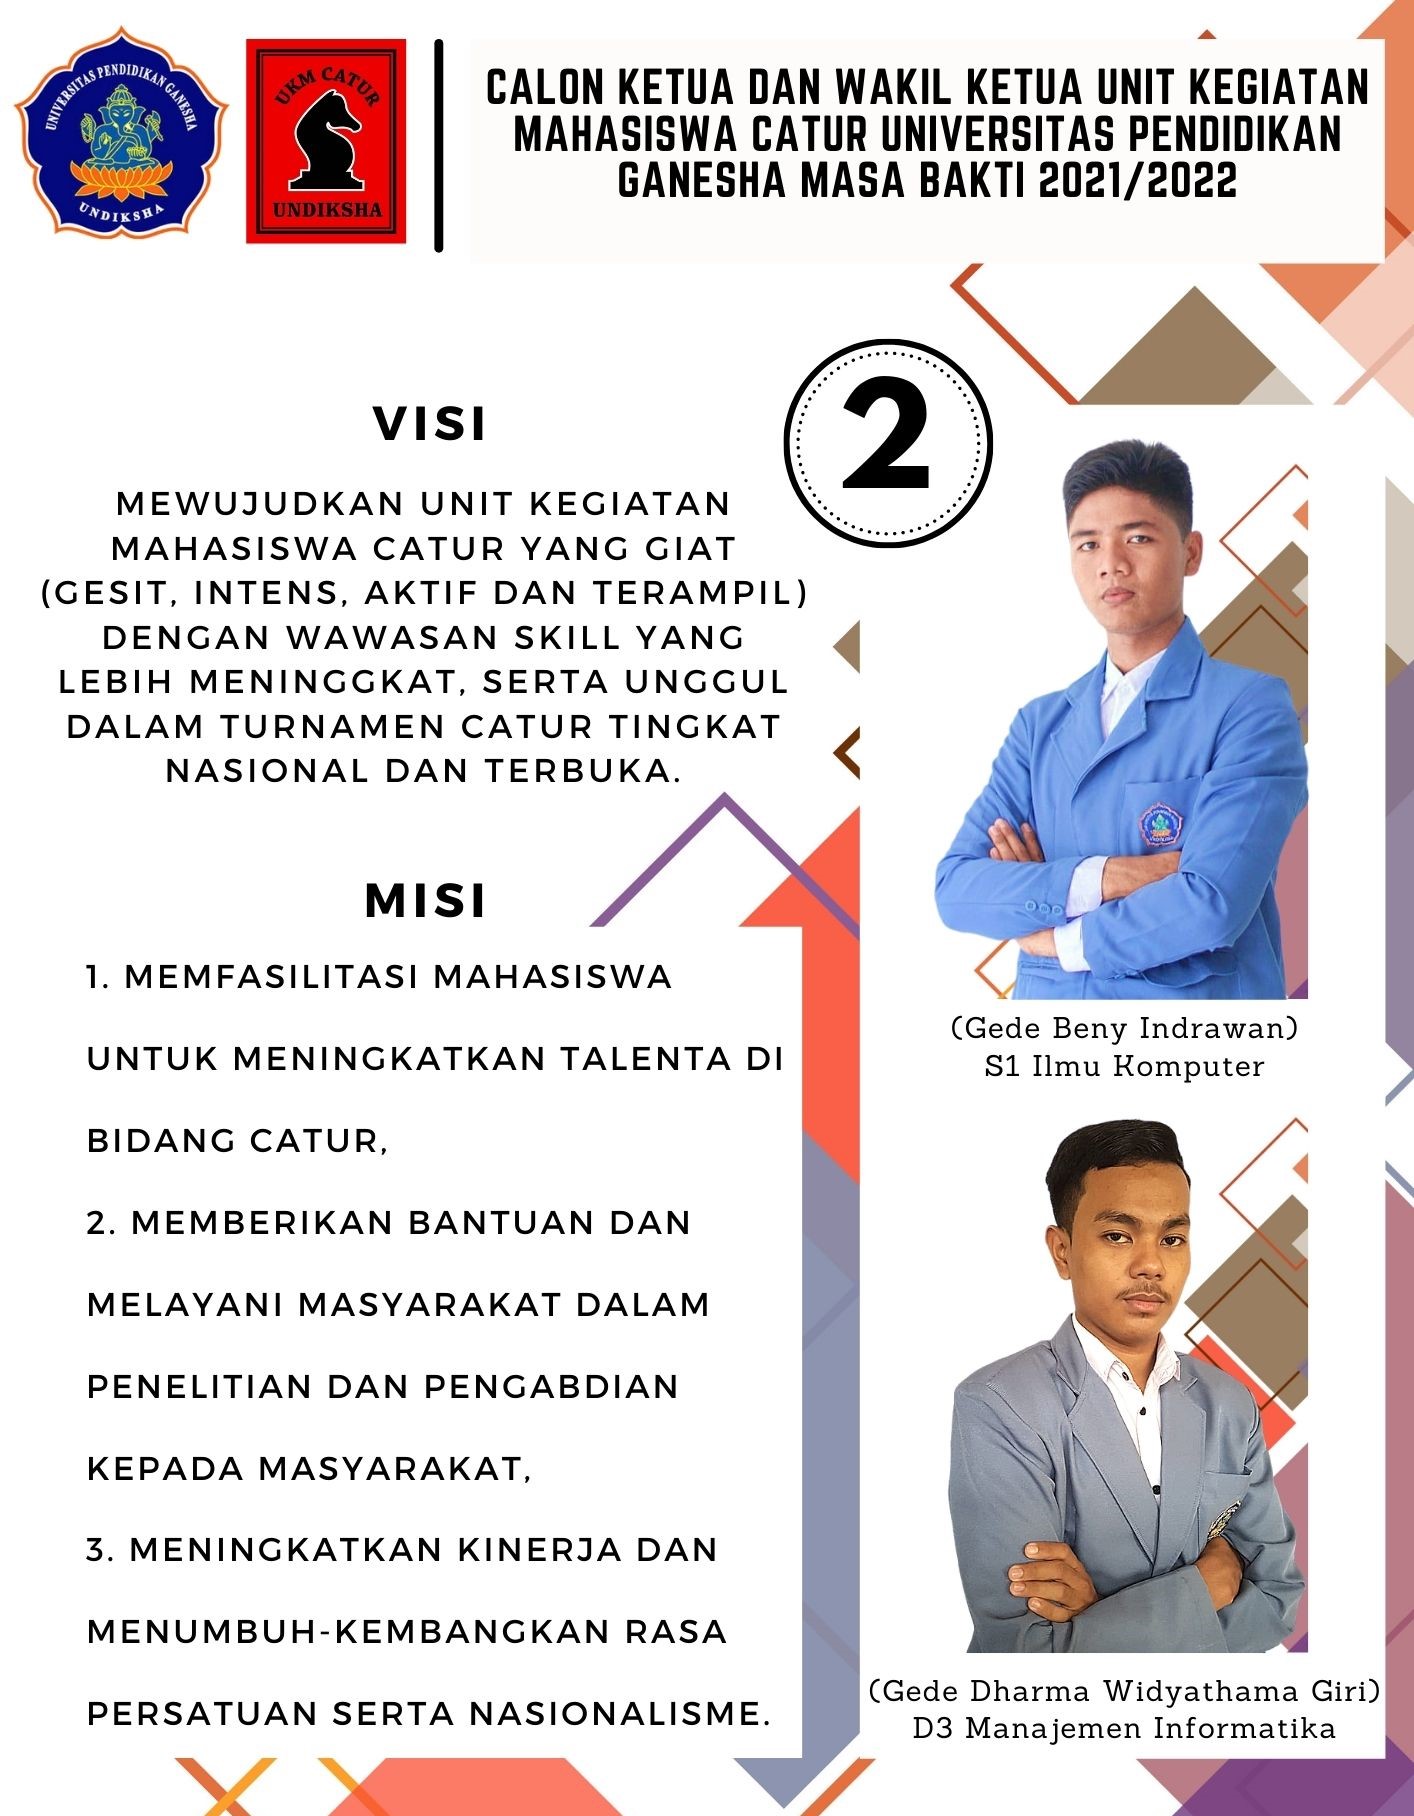 UNIVERSITAS PENDIDIKAN GANESHA
UNDIKSHA
UKM CATUR
UNDIKSHA
CALON KETUA DAN WAKIL KETUA UNIT KEGIATAN
MAHASISWA CATUR UNIVERSITAS PENDIDIKAN
GANESHA MASA BAKTI 2021/2022
2
VISI
MEWUJUDKAN UNIT KEGIATAN
MAHASISWA CATUR YANG GIAT
(GESIT, INTENS, AKTIF DAN TERAMPIL)
DENGAN WAWASAN SKILL YANG
LEBIH MENINGGKAT, SERTA UNGGUL
DALAM TURNAMEN CATUR TINGKAT
NASIONAL DAN TERBUKA.
MISI
1. MEMFASILITASI MAHASISWA
UNTUK MENINGKATKAN TALENTA DI
BIDANG CATUR,
2. MEMBERIKAN BANTUAN DAN
MELAYANI MASYARAKAT DALAM
PENELITIAN DAN PENGABDIAN
KEPADA MASYARAKAT,
3. MENINGKATKAN KINERJA DAN
MENUMBUH-KEMBANGKAN RASA
PERSATUAN SERTA NASIONALISME.
(Gede Beny Indrawan)
S1 Ilmu Komputer
(Gede Dharma Widyathama Giri)
D3 Manajemen Informatika